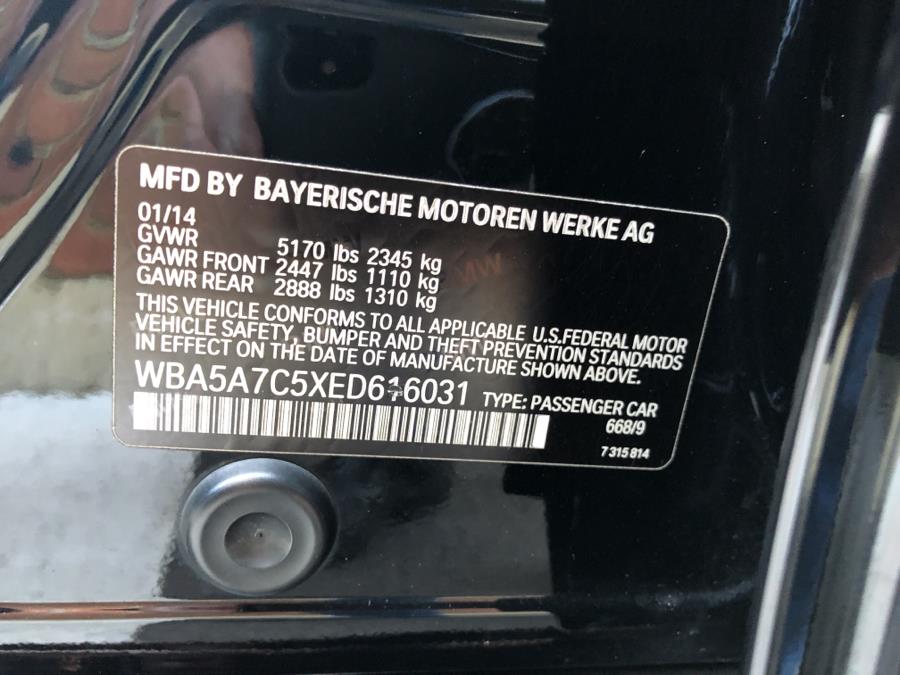 MFD BY BAYERISCHE MOTOREN WERKE AG
01/14
GVWR 5170 lbs 2345 kg
GAWR FRONT 2447 lbs 1110 kg
GAWR REAR 2888 lbs 1310 kg
THIS VEHICLE CONFORMS TO ALL APPLICABLE U.S.FEDERAL MOTOR
VEHICLE SAFETY, BUMPER AND THEFT PREVENTION STANDARDS
IN EFFECT ON THE DATE OF MANUFACTURE SHOWN ABOVE.
WBA5A7C5XED616031 TYPE: PASSENGER CAR
668/9
7 315 814